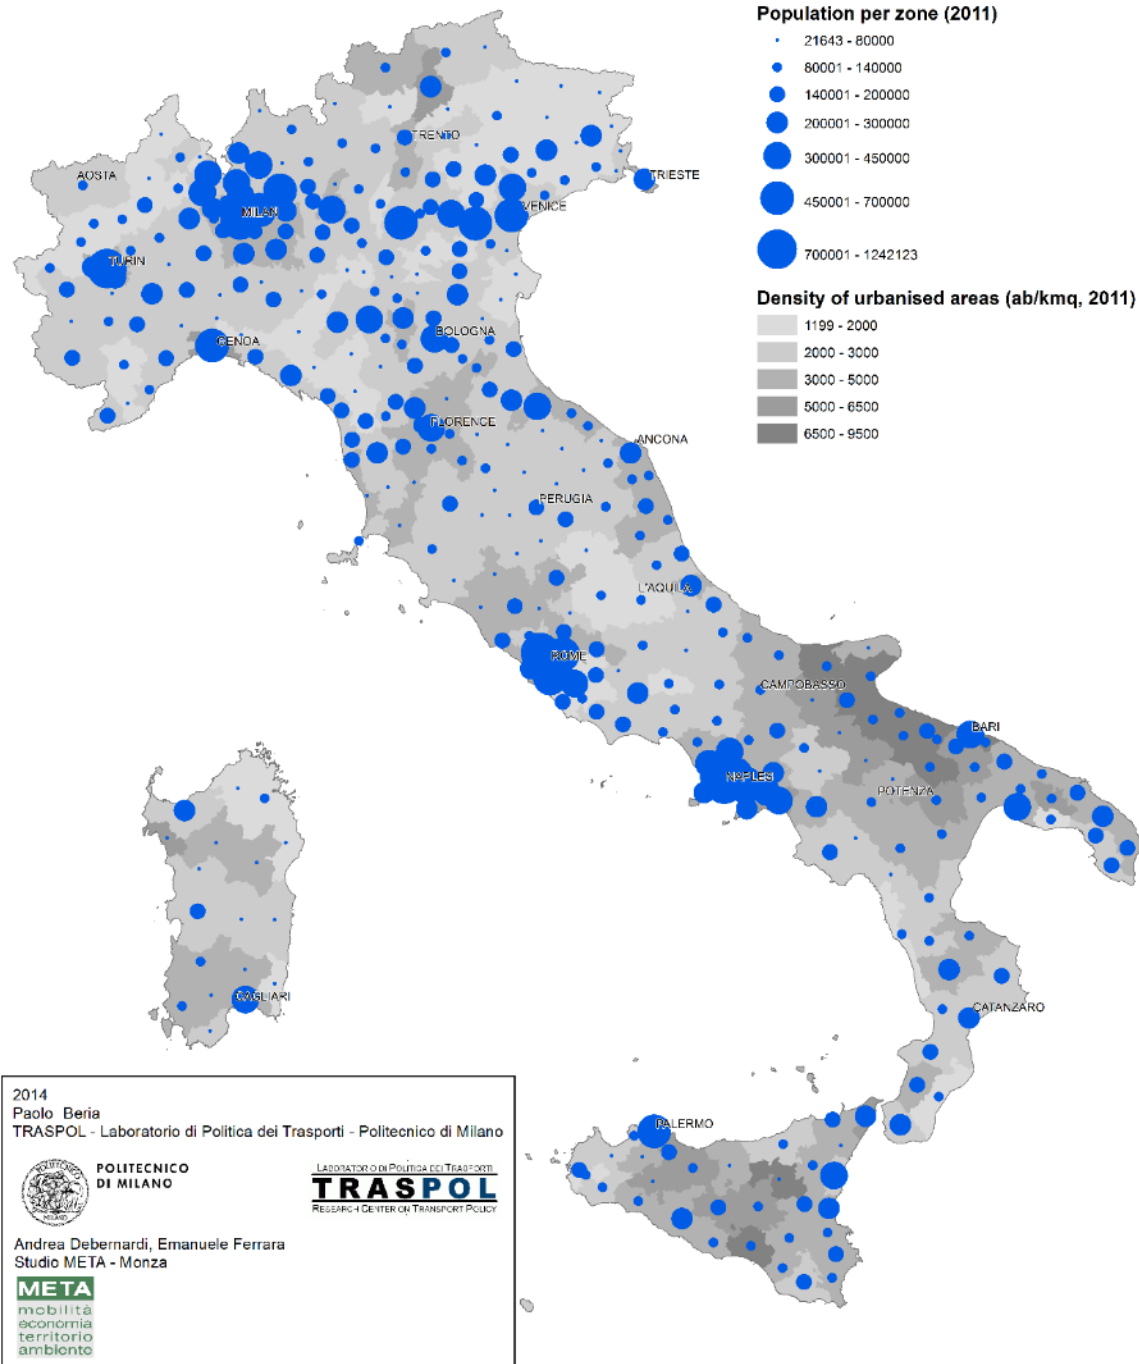 Population per zone (2011)
21643 - 80000
80001 - 140000
140001 - 200000
200001 - 300000
300001 - 450000
450001 - 700000
700001 - 1242123
Density of urbanised areas (ab/kmq, 2011)
1199 - 2000
2000 - 3000
3000 - 5000
5000 - 6500
6500 - 9500
TRENTO
AOSTA
TRIESTE
MILAN
VENICE
TURIN
GENOA
BOLOGNA
FLORENCE
ANCONA
PERUGIA
L'AQUILA
ROME
CAMPOBASSO
BARI
NAPLES
POTENZA
CAGLIARI
CATANZARO
PALERMO
2014
Paolo Beria
TRASPOL - Laboratorio di Politica dei Trasporti - Politecnico di Milano
POLITECNICO
DI MILANO
LABORATORIO DI POLITICA DEI TRASPORTI
TRASPOL
RESEARCH CENTER ON TRANSPORT POLICY
Andrea Debernardi, Emanuele Ferrara
Studio META - Monza
META
mobilità
economia
territorio
ambiente